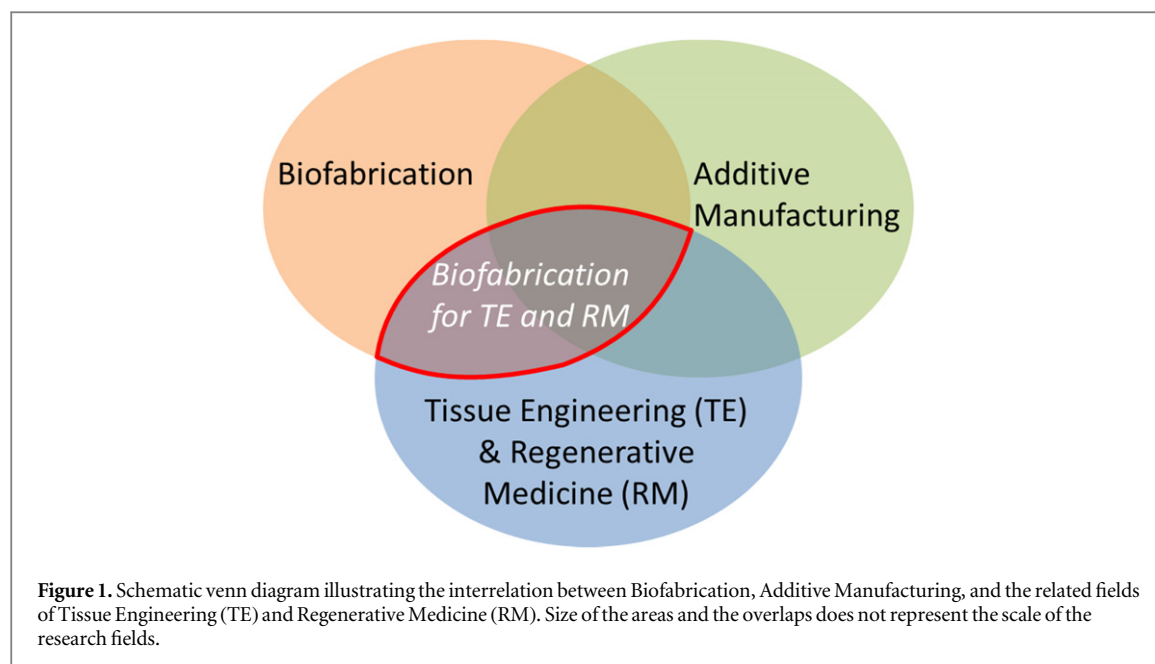 Biofabrication
Additive
Manufacturing
Biofabrication
for TE and RM
Tissue Engineering (TE)
& Regenerative
Medicine (RM)
Figure 1. Schematic venn diagram illustrating the interrelation between Biofabrication, Additive Manufacturing, and the related fields
of Tissue Engineering (TE) and Regenerative Medicine (RM). Size of the areas and the overlaps does not represent the scale of the
research fields.